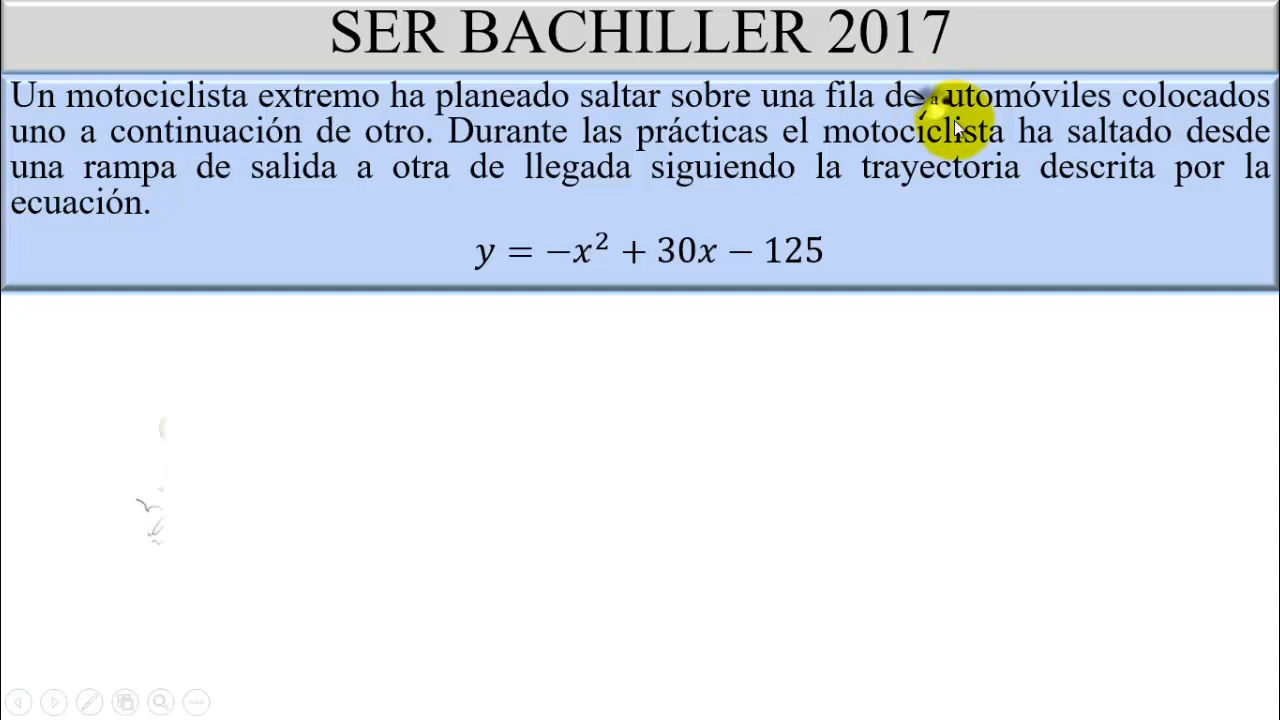 SER BACHILLER 2017
Un motociclista extremo ha planeado saltar sobre una fila de automóviles colocados
uno a continuación de otro. Durante las prácticas el motociclista ha saltado desde
una rampa de salida a otra de llegada siguiendo la trayectoria descrita por la
ecuación.
y = −x² + 30x − 125